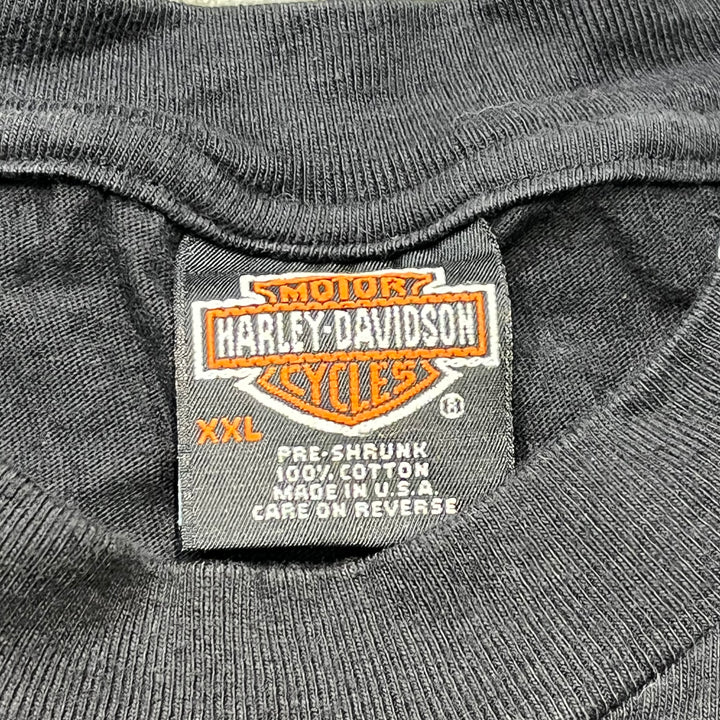 MOTOR
HARLEY-DAVIDSON
CYCLES
®
XXL
PRE-SHRUNK
100% COTTON
MADE IN U.S.A.
CARE ON REVERSE